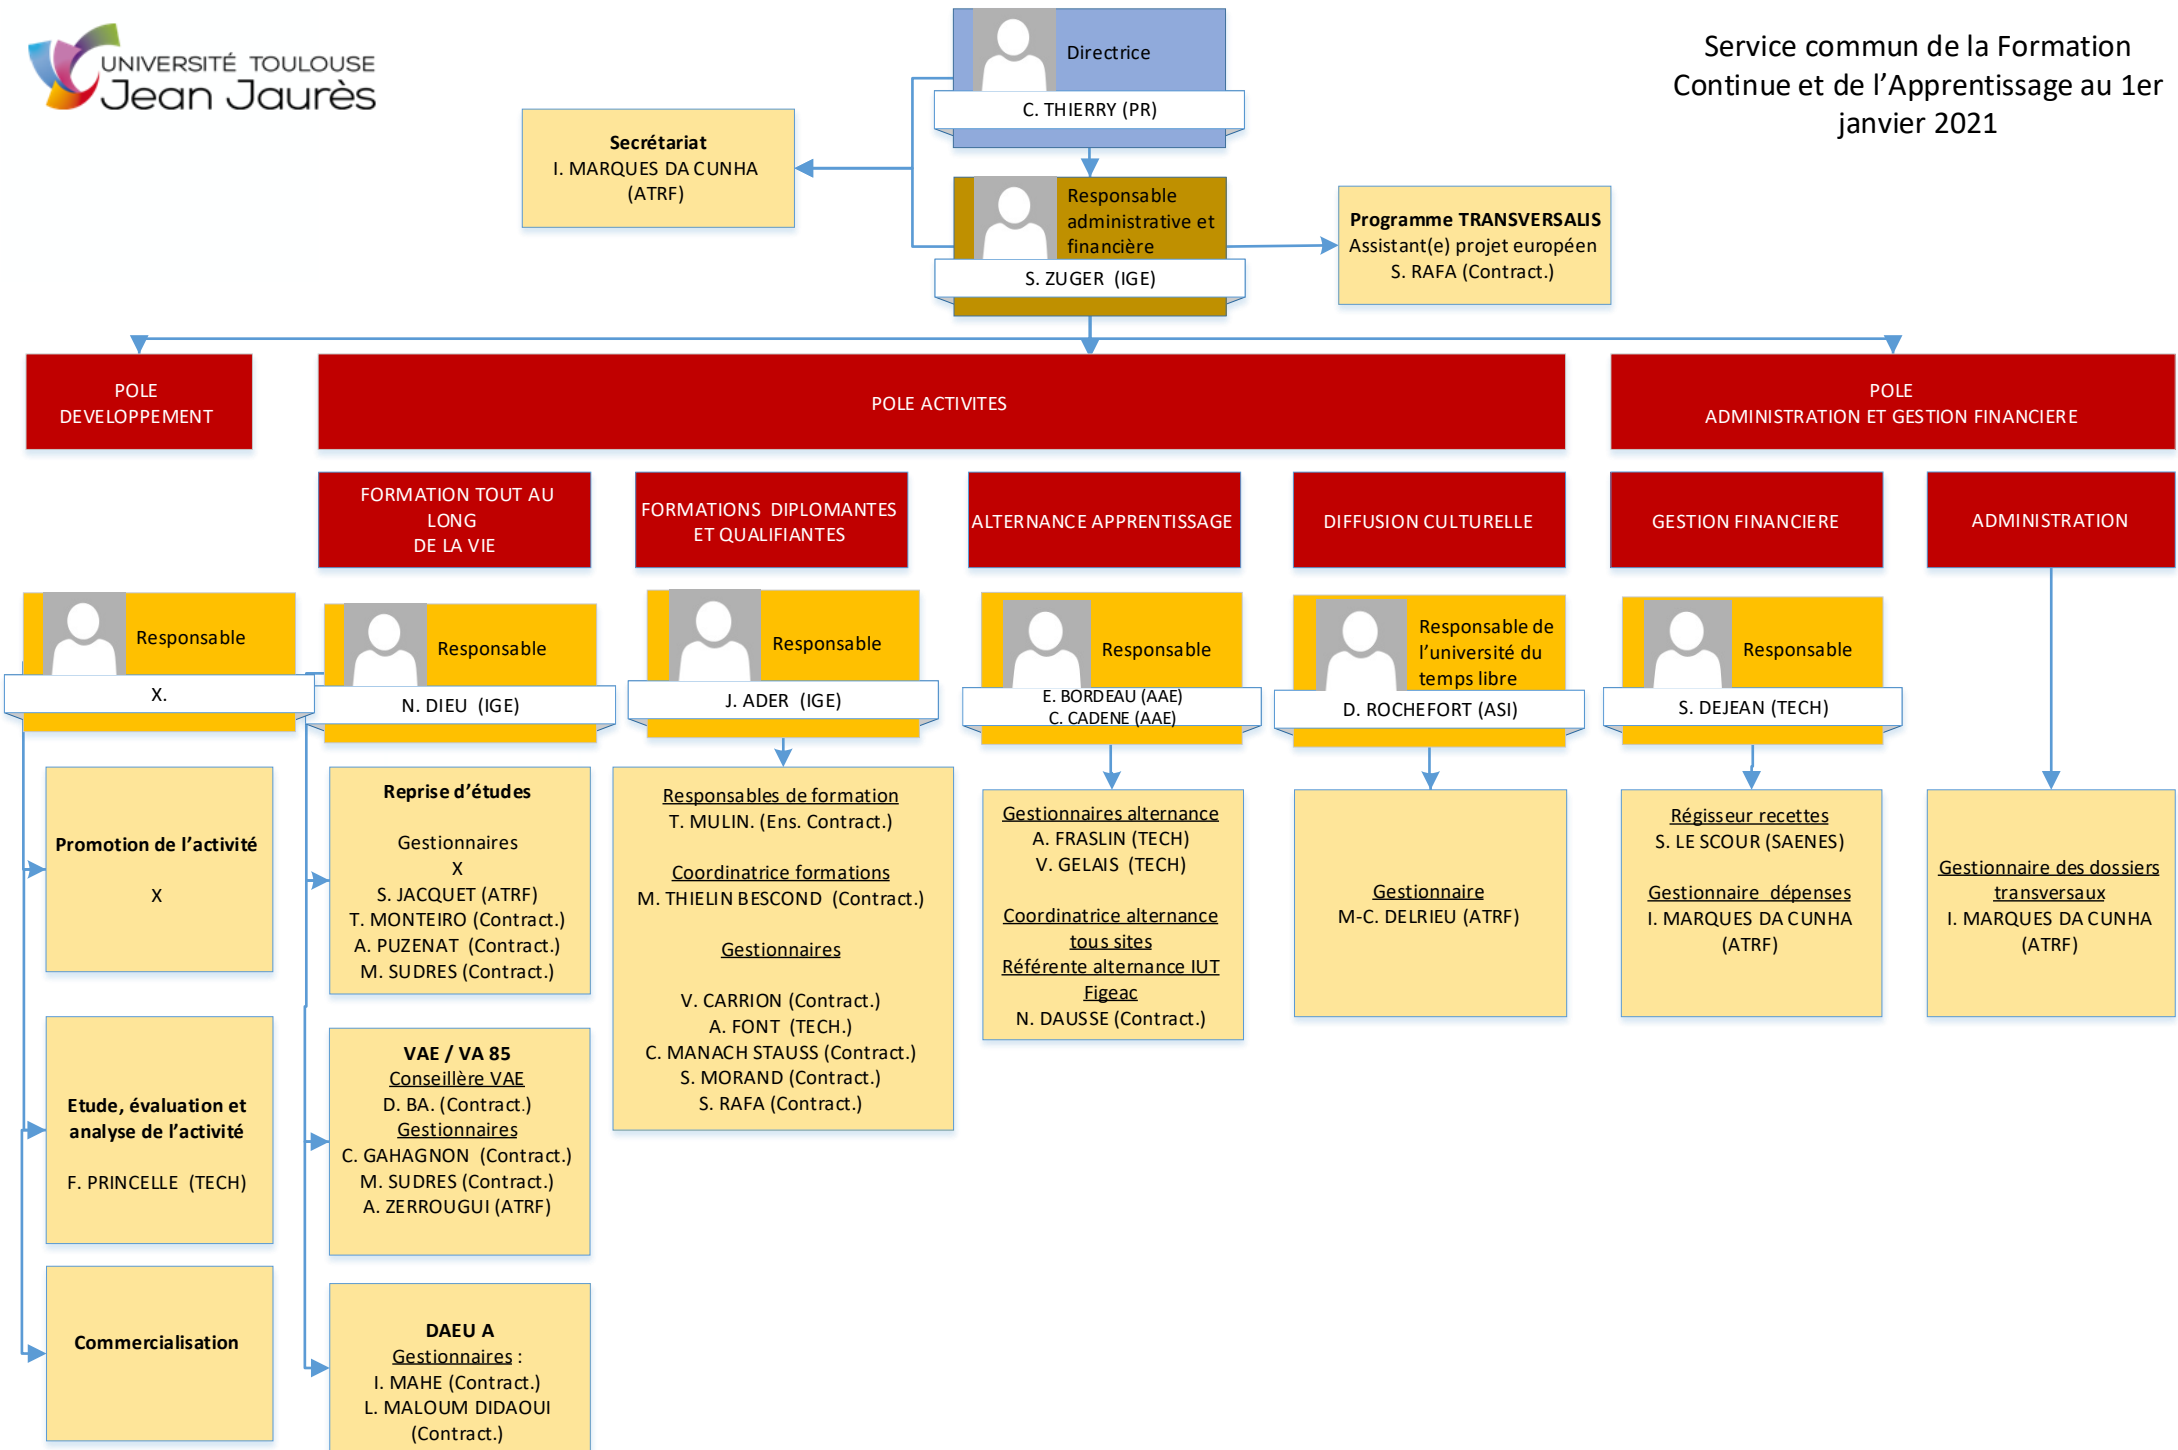 UNIVERSITÉ TOULOUSE
Jean Jaurès
Service commun de la Formation
Continue et de l’Apprentissage au 1er
janvier 2021
Directrice
C. THIERRY (PR)
Secrétariat
I. MARQUES DA CUNHA
(ATRF)
Responsable
administrative et
financière
S. ZUGER (IGE)
Programme TRANSVERSALIS
Assistant(e) projet européen
S. RAFA (Contract.)
POLE
DEVELOPPEMENT
POLE ACTIVITES
POLE
ADMINISTRATION ET GESTION FINANCIERE
FORMATION TOUT AU
LONG
DE LA VIE
FORMATIONS DIPLOMANTES
ET QUALIFIANTES
ALTERNANCE APPRENTISSAGE
DIFFUSION CULTURELLE
GESTION FINANCIERE
ADMINISTRATION
Responsable
X.
Responsable
N. DIEU (IGE)
Responsable
J. ADER (IGE)
Responsable
E. BORDEAU (AAE)
C. CADENE (AAE)
Responsable de
l’université du
temps libre
D. ROCHEFORT (ASI)
Responsable
S. DEJEAN (TECH)
Promotion de l’activité
X
Etude, évaluation et
analyse de l’activité
F. PRINCELLE (TECH)
Commercialisation
Reprise d’études
Gestionnaires
X
S. JACQUET (ATRF)
T. MONTEIRO (Contract.)
A. PUZENAT (Contract.)
M. SUDRES (Contract.)
VAE / VA 85
Conseillère VAE
D. BA. (Contract.)
Gestionnaires
C. GAHAGNON (Contract.)
M. SUDRES (Contract.)
A. ZERROUGUI (ATRF)
DAEU A
Gestionnaires :
I. MAHE (Contract.)
L. MALOUM DIDAOUI
(Contract.)
Responsables de formation
T. MULIN. (Ens. Contract.)
Coordinatrice formations
M. THIELIN BESCOND (Contract.)
Gestionnaires
V. CARRION (Contract.)
A. FONT (TECH.)
C. MANACH STAUSS (Contract.)
S. MORAND (Contract.)
S. RAFA (Contract.)
Gestionnaires alternance
A. FRASLIN (TECH)
V. GELAIS (TECH)
Coordinatrice alternance
tous sites
Référente alternance IUT
Figeac
N. DAUSSE (Contract.)
Gestionnaire
M-C. DELRIEU (ATRF)
Régisseur recettes
S. LE SCOUR (SAENES)
Gestionnaire dépenses
I. MARQUES DA CUNHA
(ATRF)
Gestionnaire des dossiers
transversaux
I. MARQUES DA CUNHA
(ATRF)